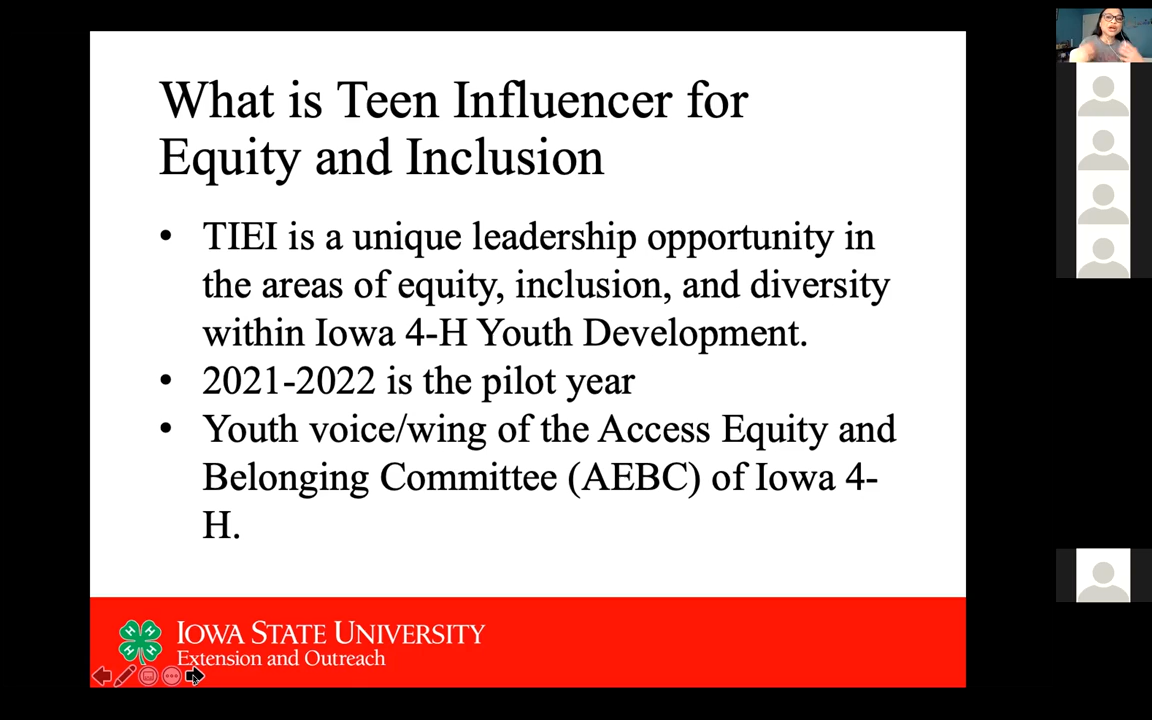 What is Teen Influencer for
Equity and Inclusion
• TIEI is a unique leadership opportunity in
the areas of equity, inclusion, and diversity
within Iowa 4-H Youth Development.
• 2021-2022 is the pilot year
• Youth voice/wing of the Access Equity and
Belonging Committee (AEBC) of Iowa 4-
H.
H H H H
IOWA STATE UNIVERSITY
Extension and Outreach